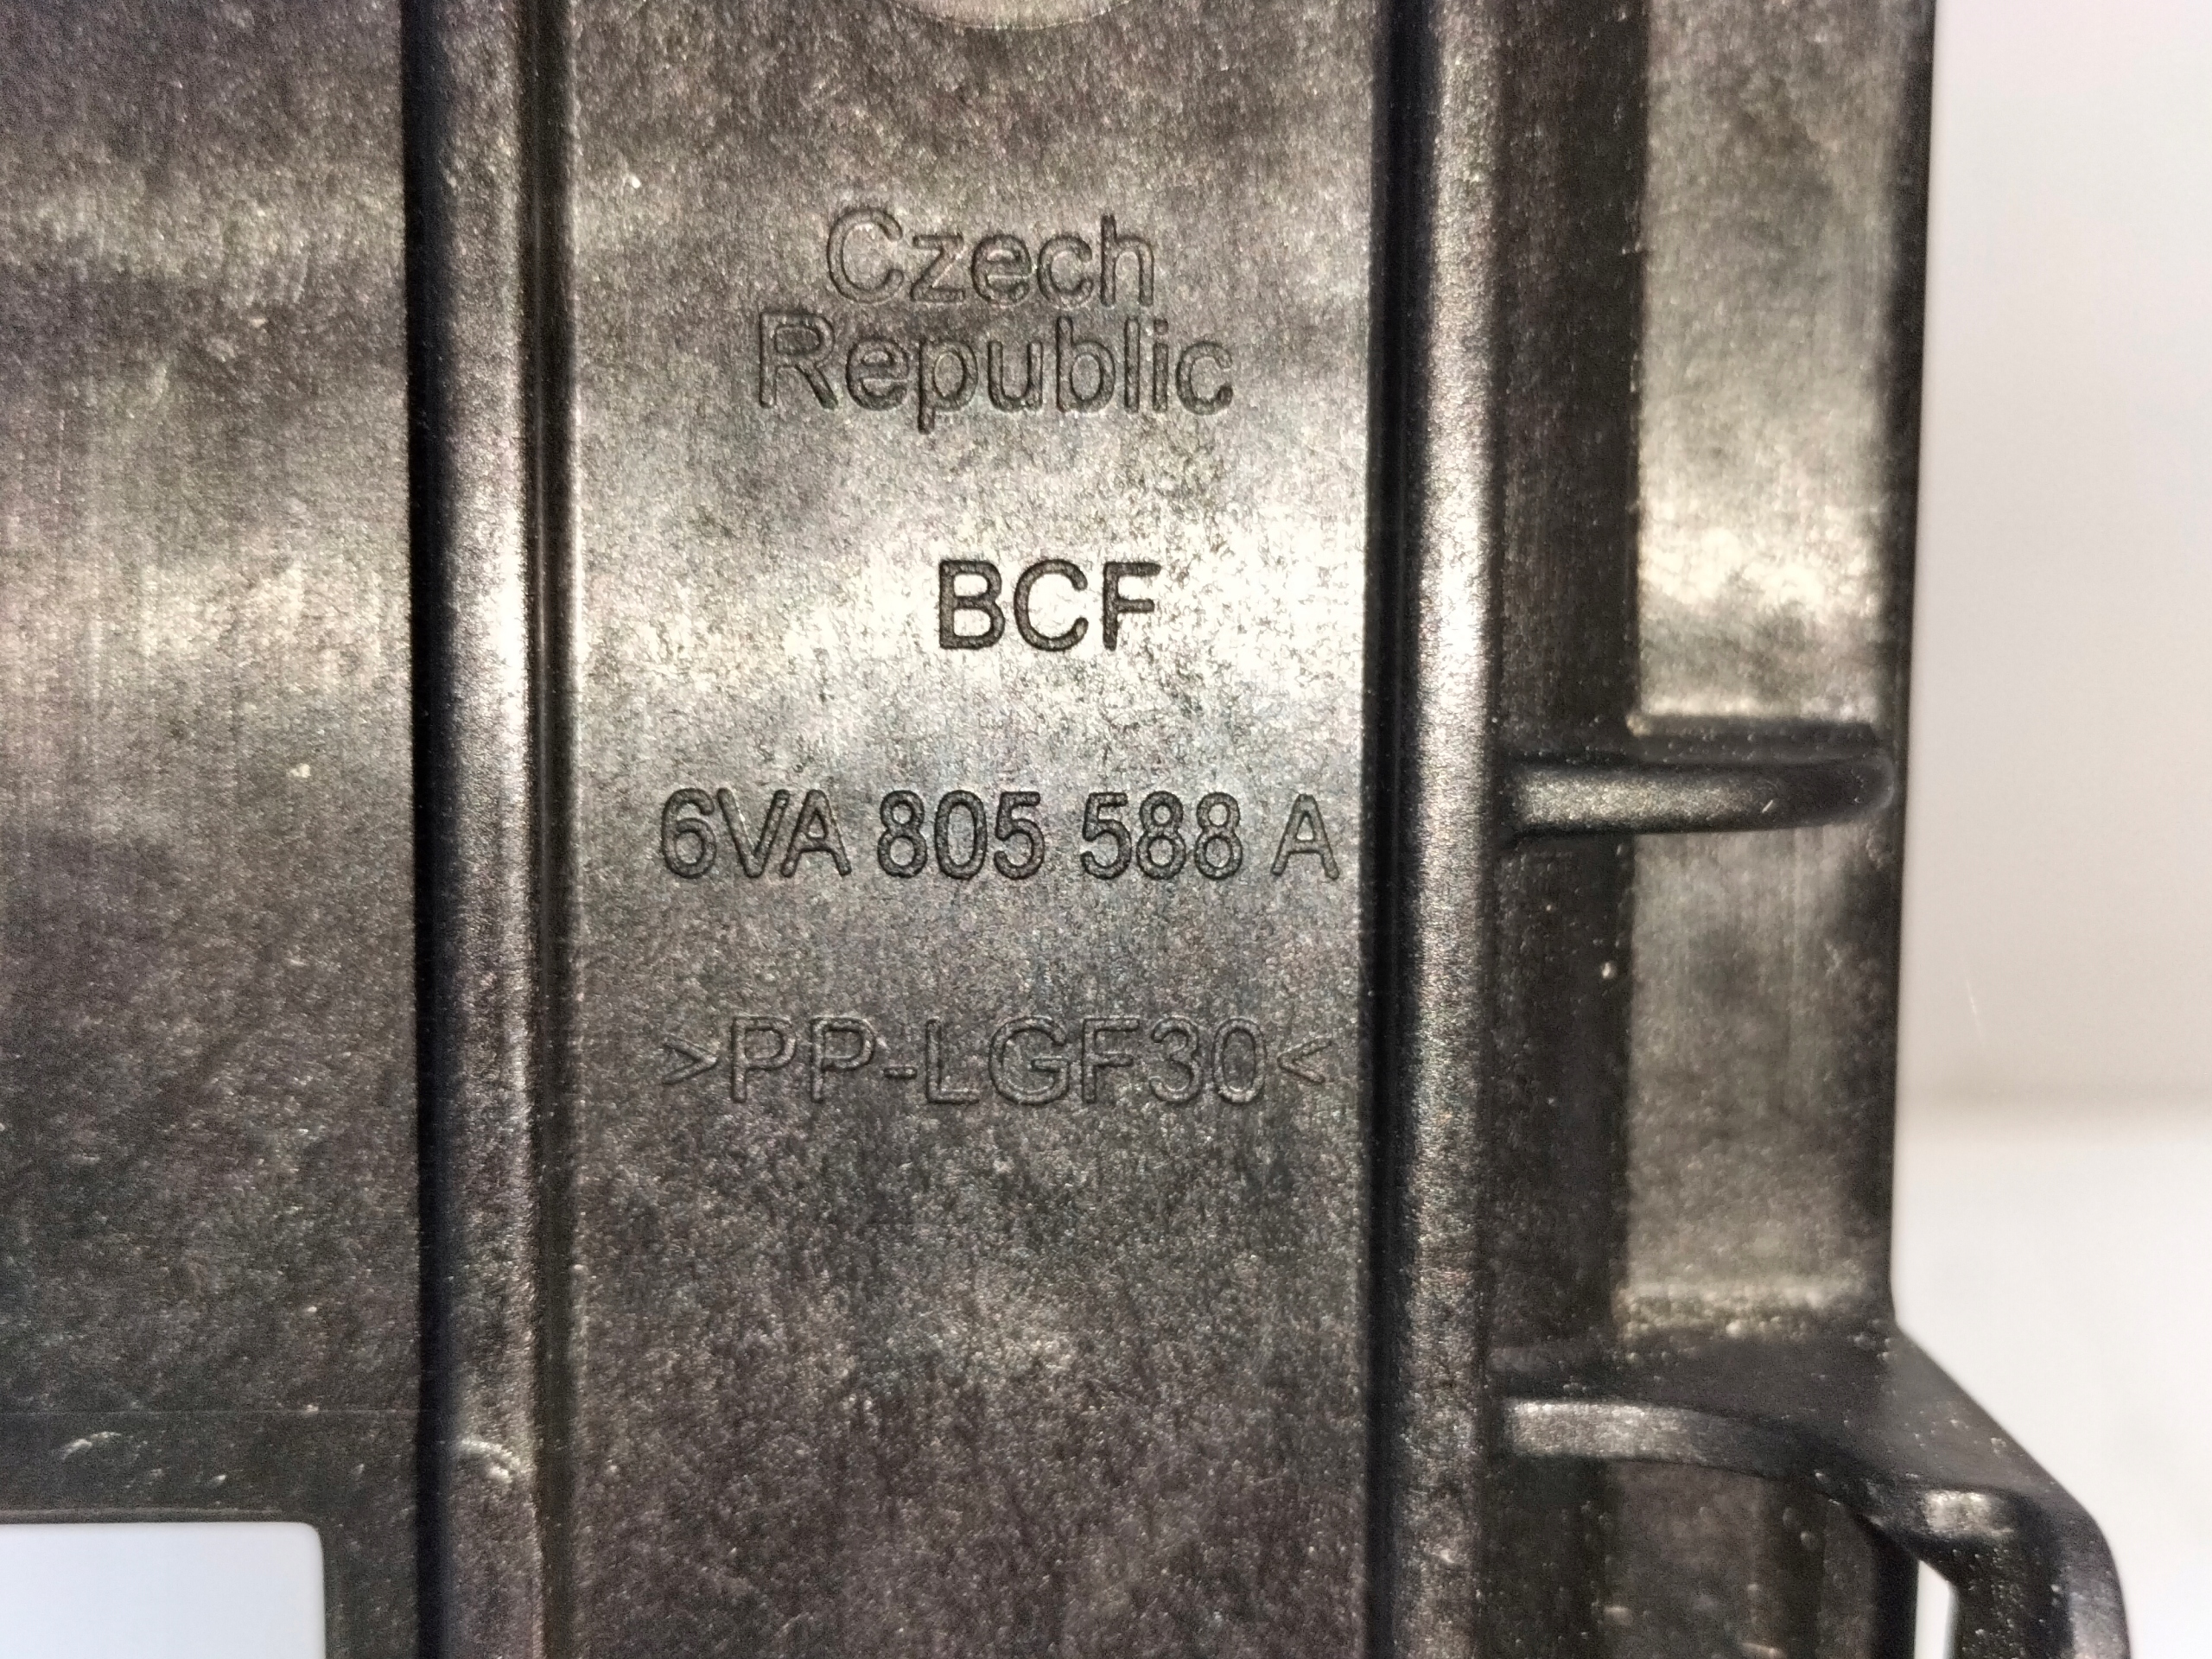 Czech
Republic
BCF
6VA 805 588 A
>PP-LGF30<